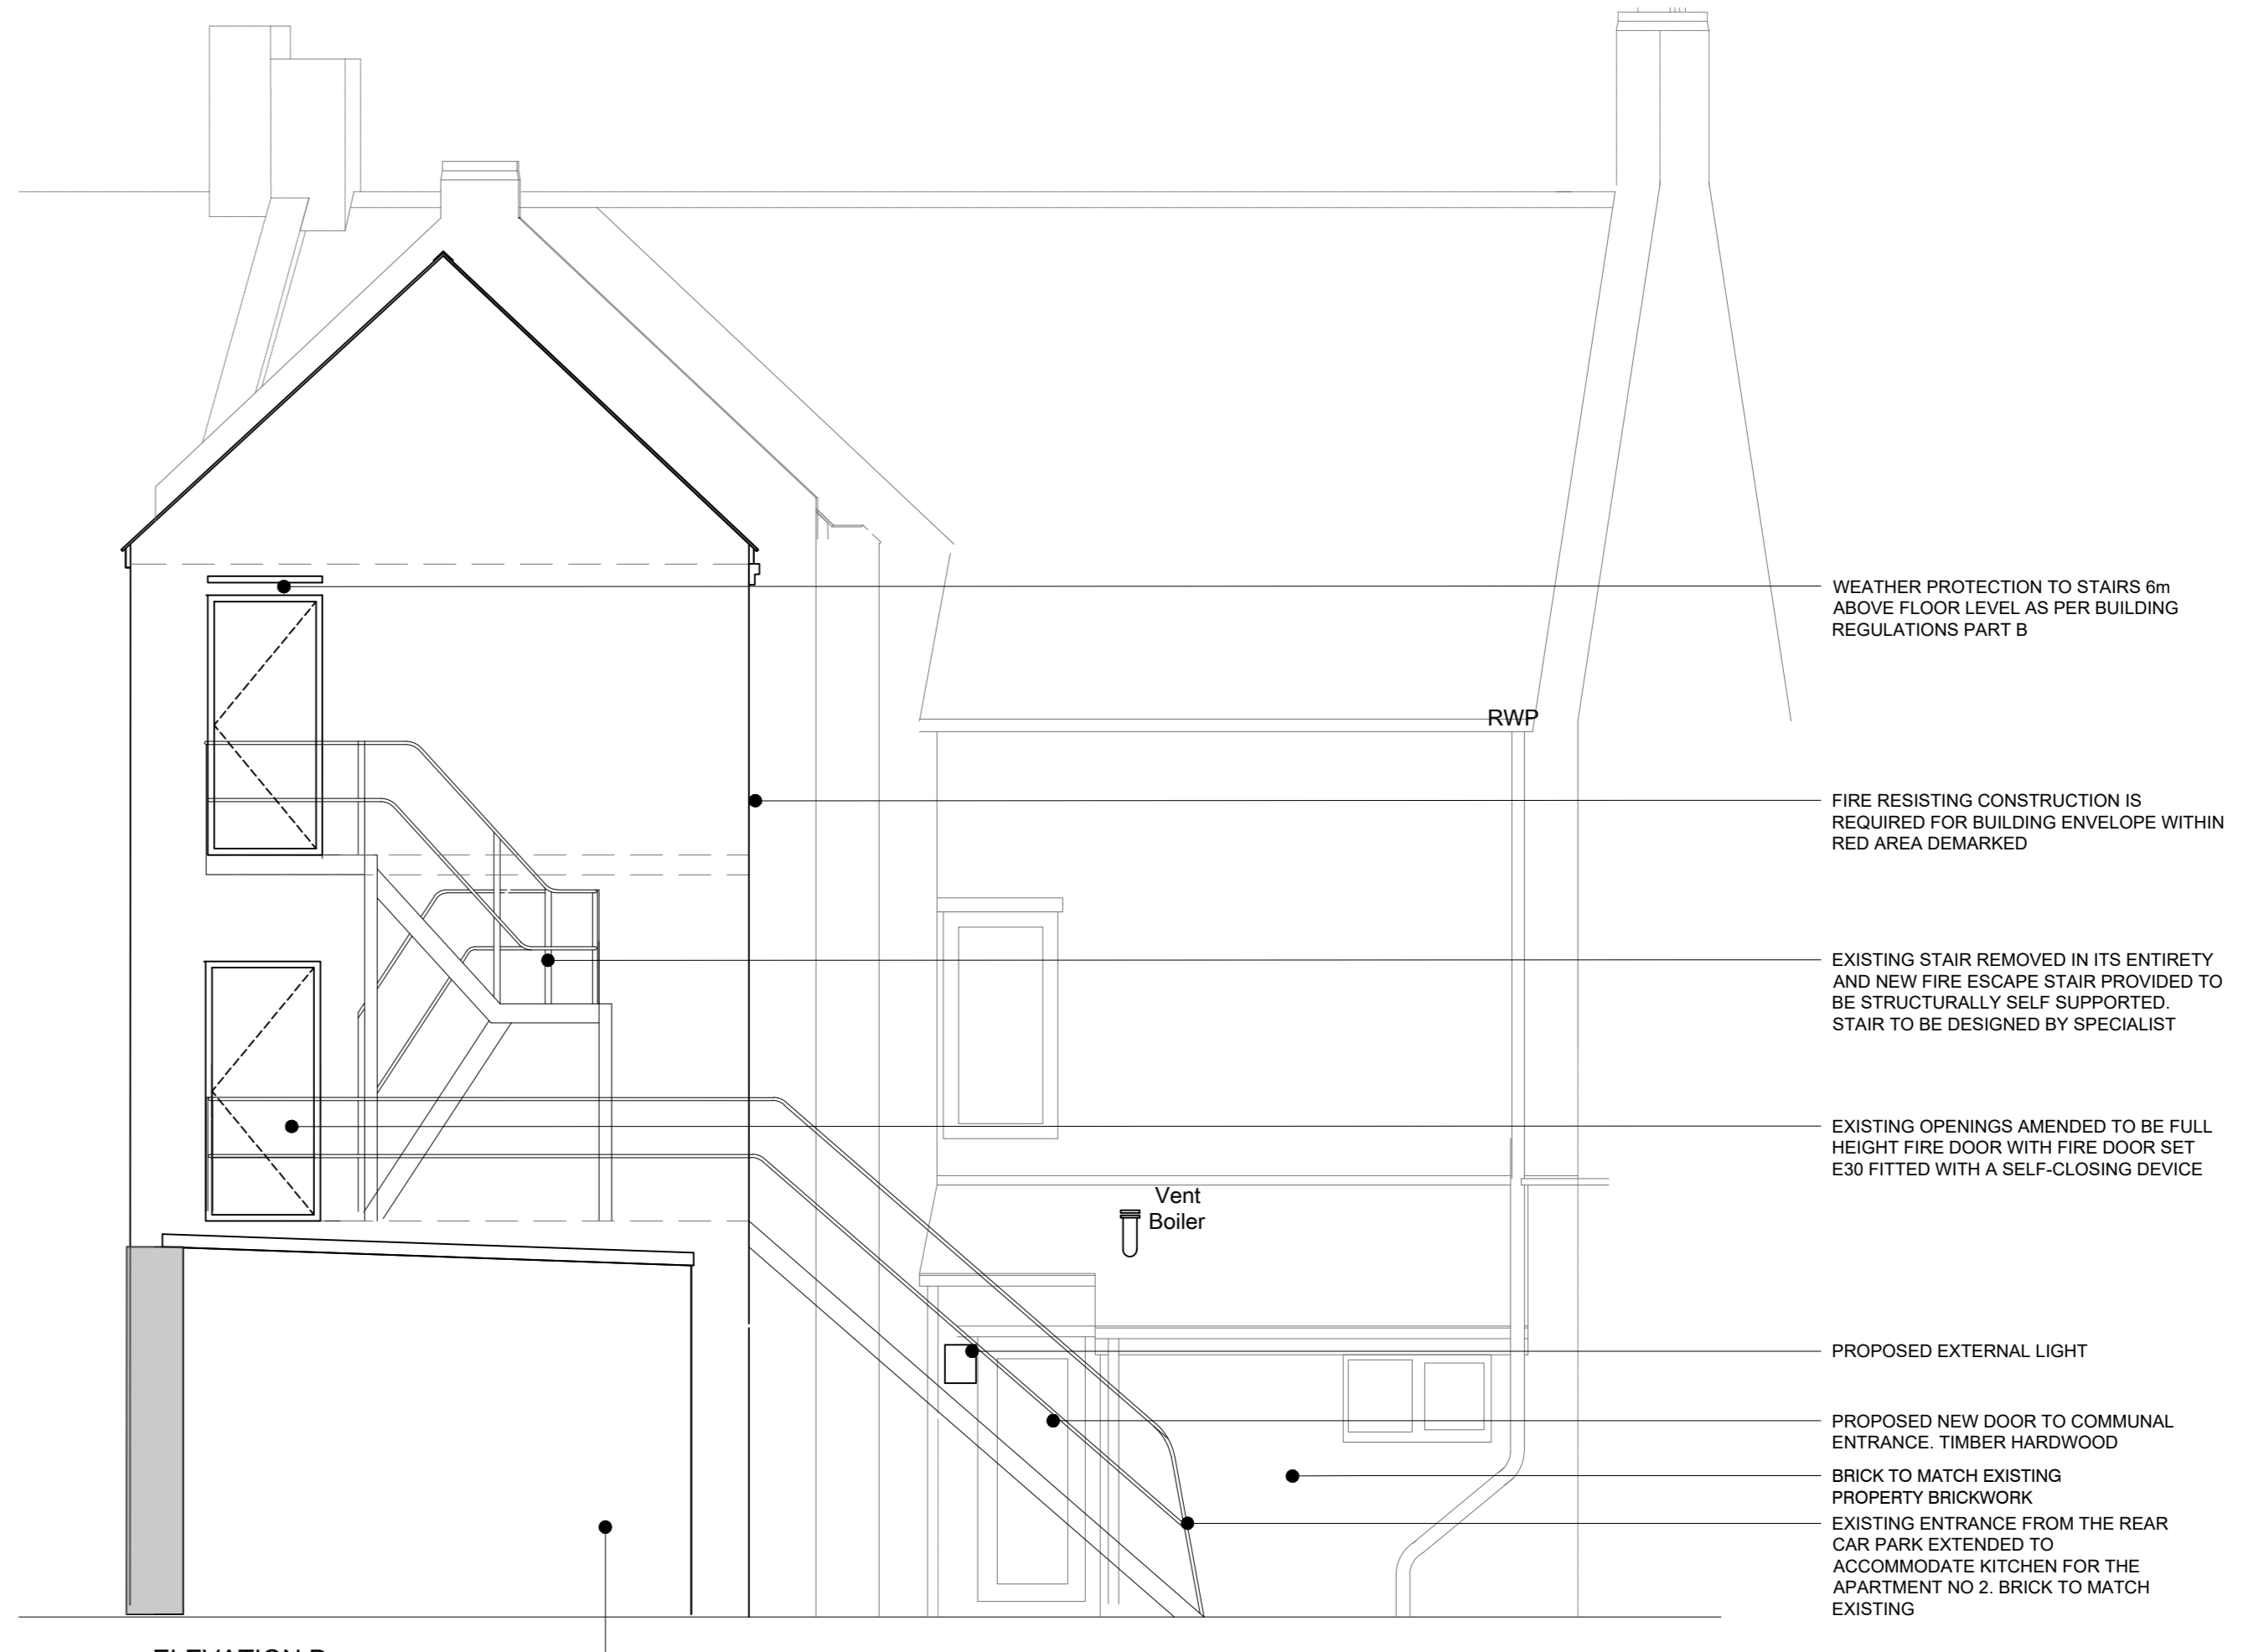 WEATHER PROTECTION TO STAIRS 6m
ABOVE FLOOR LEVEL AS PER BUILDING
REGULATIONS PART B
RWP
FIRE RESISTING CONSTRUCTION IS
REQUIRED FOR BUILDING ENVELOPE WITHIN
RED AREA DEMARKED
EXISTING STAIR REMOVED IN ITS ENTIRETY
AND NEW FIRE ESCAPE STAIR PROVIDED TO
BE STRUCTURALLY SELF SUPPORTED.
STAIR TO BE DESIGNED BY SPECIALIST
EXISTING OPENINGS AMENDED TO BE FULL
HEIGHT FIRE DOOR WITH FIRE DOOR SET
E30 FITTED WITH A SELF-CLOSING DEVICE
Vent
Boiler
PROPOSED EXTERNAL LIGHT
PROPOSED NEW DOOR TO COMMUNAL
ENTRANCE. TIMBER HARDWOOD
BRICK TO MATCH EXISTING
PROPERTY BRICKWORK
EXISTING ENTRANCE FROM THE REAR
CAR PARK EXTENDED TO
ACCOMMODATE KITCHEN FOR THE
APARTMENT NO 2. BRICK TO MATCH
EXISTING
ELEVATION